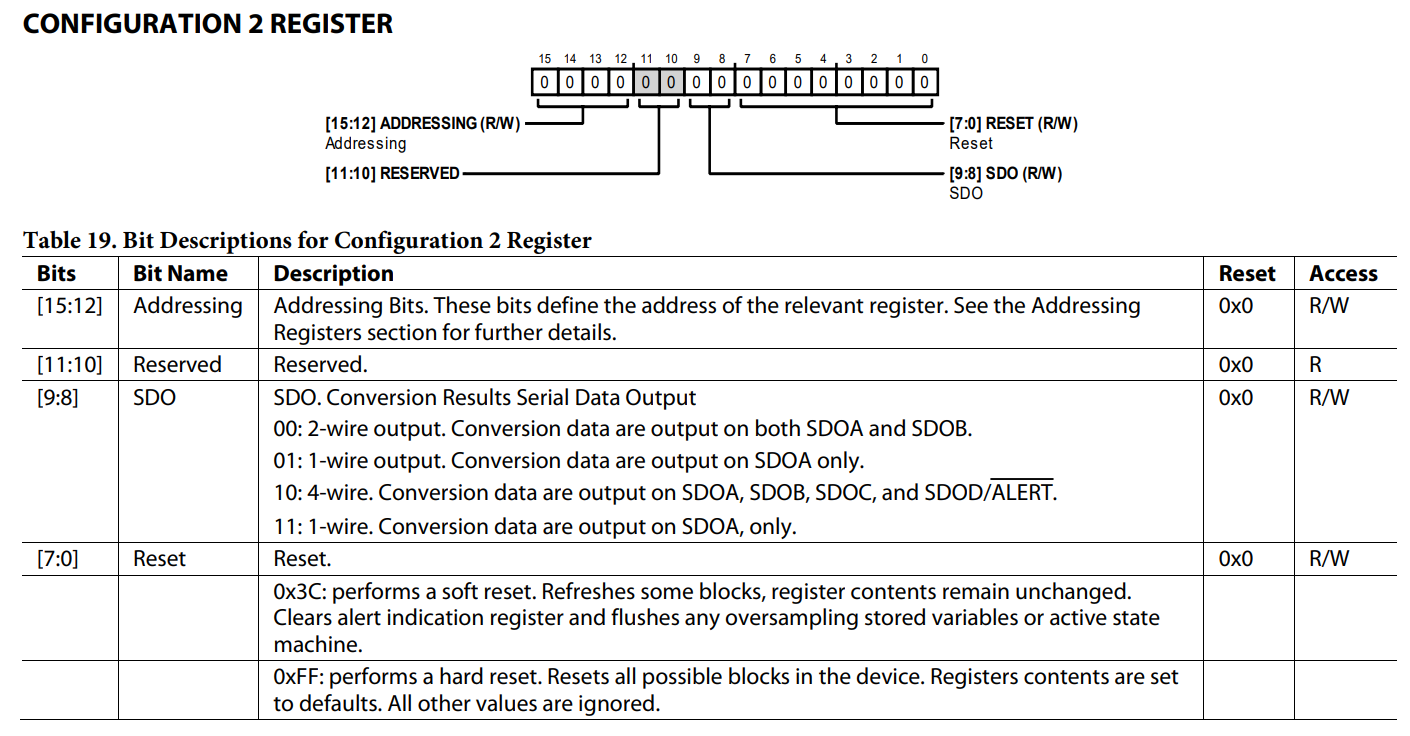 CONFIGURATION 2 REGISTER
15 14 13 12 11 10 9 8 7 6 5 4 3 2 1 0
0 0 0 0 0 0 0 0 0 0 0 0 0 0 0 0
[15:12] ADDRESSING (R/W) [7:0] RESET (R/W)
Addressing Reset
[11:10] RESERVED [9:8] SDO (R/W)
SDO
Table 19. Bit Descriptions for Configuration 2 Register
Bits Bit Name Description Reset Access
[15:12] Addressing Addressing Bits. These bits define the address of the relevant register. See the Addressing 0x0 R/W
Registers section for further details.
[11:10] Reserved Reserved. 0x0 R
[9:8] SDO SDO. Conversion Results Serial Data Output 0x0 R/W
00: 2-wire output. Conversion data are output on both SDOA and SDOB.
01: 1-wire output. Conversion data are output on SDOA only.
10: 4-wire. Conversion data are output on SDOA, SDOB, SDOC, and SDOD/ALERT.
11: 1-wire. Conversion data are output on SDOA, only.
[7:0] Reset Reset. 0x0 R/W
0x3C: performs a soft reset. Refreshes some blocks, register contents remain unchanged.
Clears alert indication register and flushes any oversampling stored variables or active state
machine.
0xFF: performs a hard reset. Resets all possible blocks in the device. Registers contents are set
to defaults. All other values are ignored.